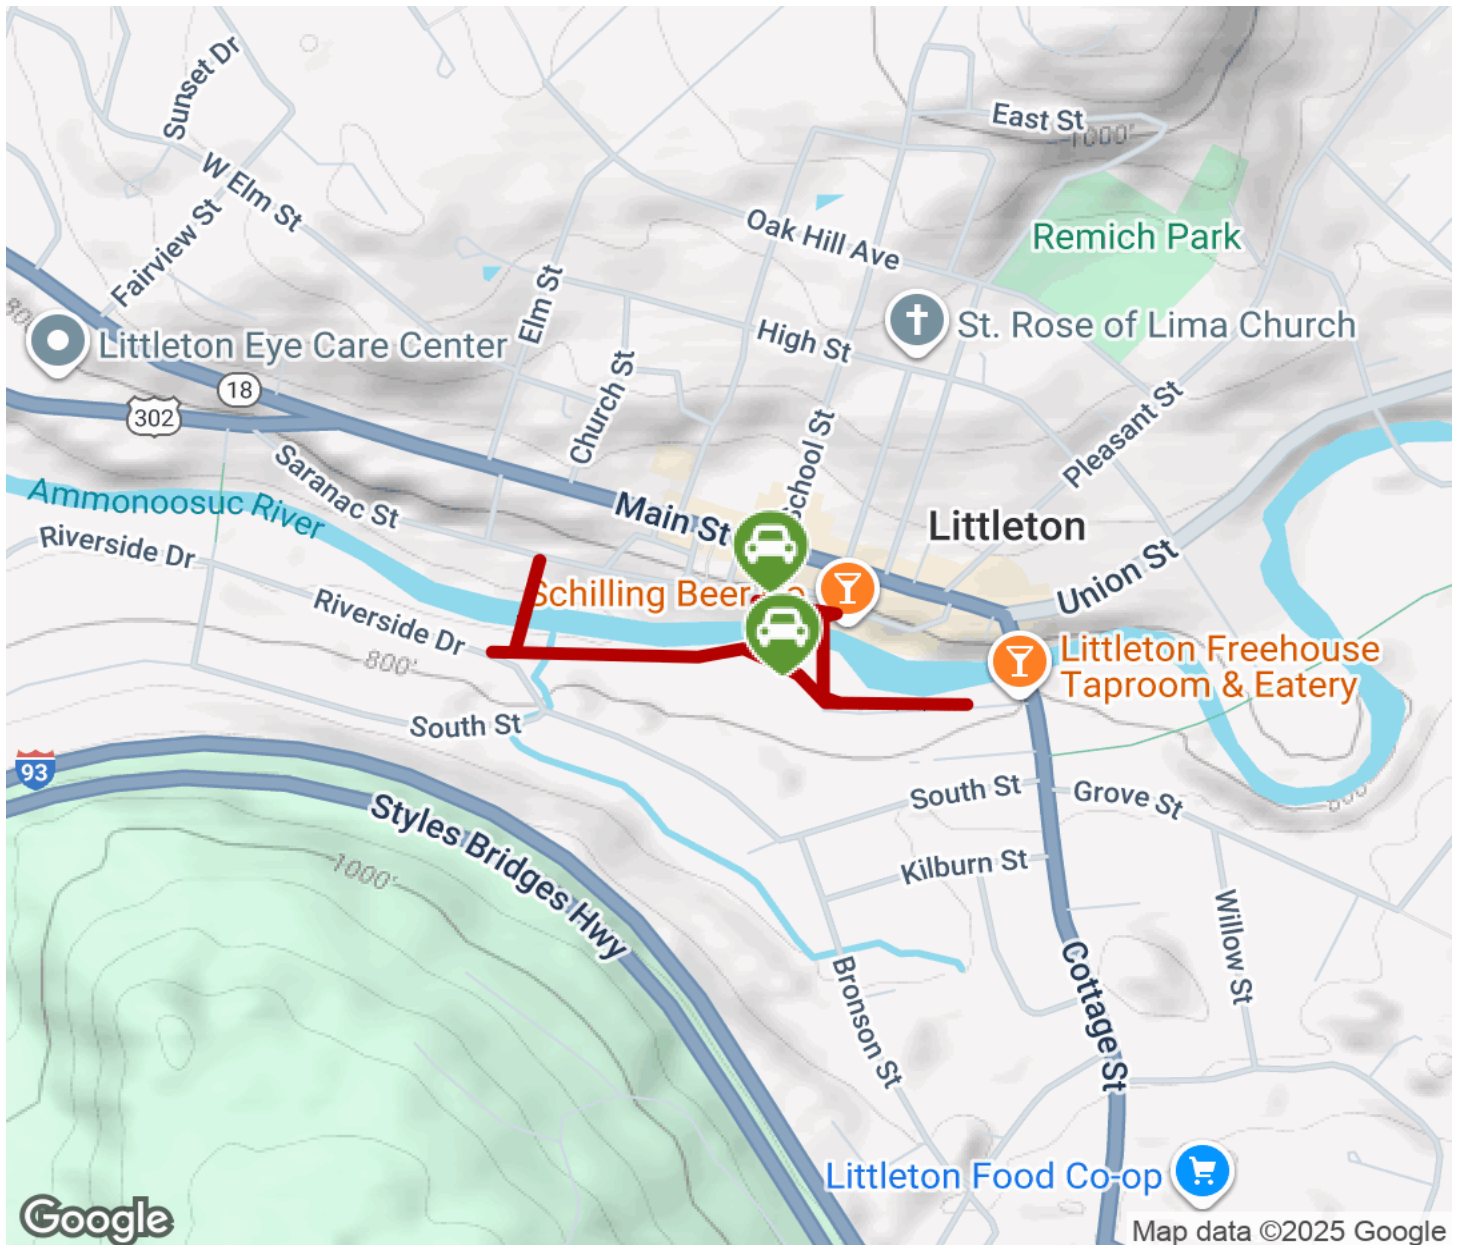 Sunset Dr
W Elm St
Fairview St
East St
1000'
Oak Hill Ave
Remich Park
Elm St
High St
St. Rose of Lima Church
Littleton Eye Care Center
18
302
Church St
School St
Pleasant St
Saranac St
Ammonoosuc River
Main St
Littleton
Riverside Dr
Union St
Schilling Beer
Riverside Dr
800'
Littleton Freehouse
Taproom & Eatery
South St
93
South St
Grove St
Styles Bridges Hwy
1000'
Kilburn St
Willow St
Bronson St
Cottage St
Littleton Food Co-op
Google
Map data ©2025 Google